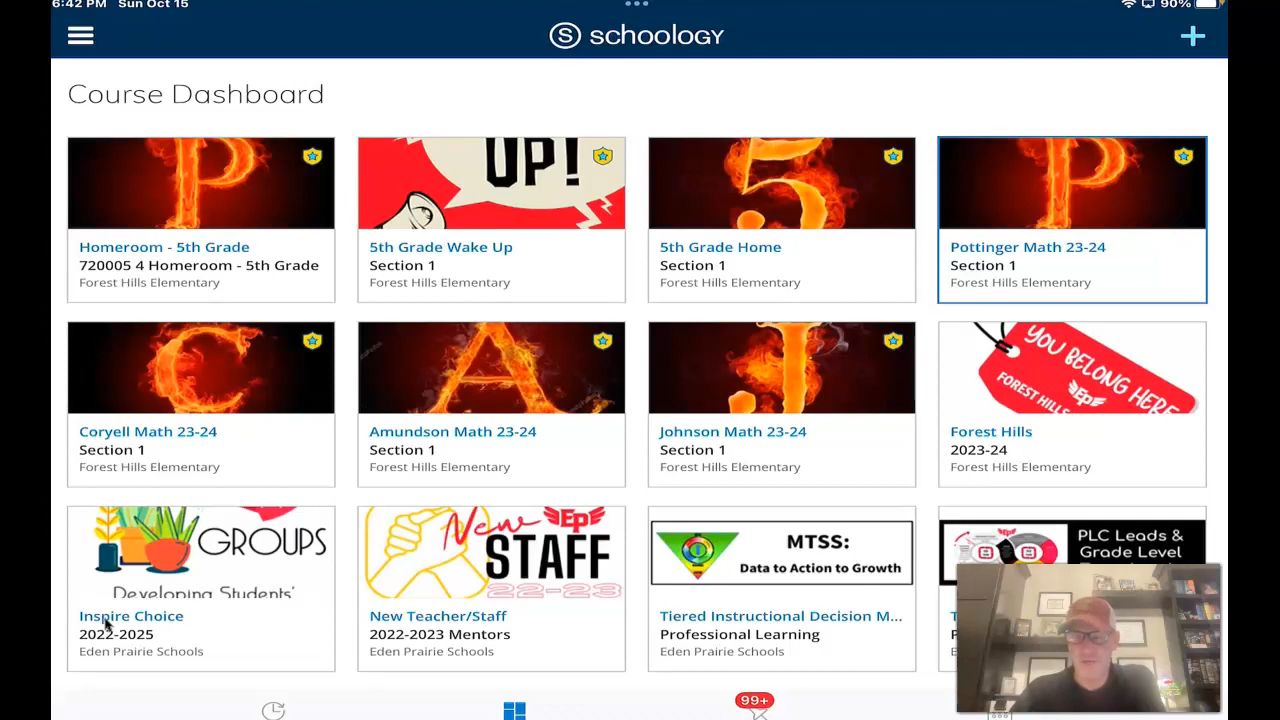 6:42 PM Sun Oct 15
90%
S schoology
Course Dashboard
P
UP!
5
P
Homeroom - 5th Grade
720005 4 Homeroom - 5th Grade
Forest Hills Elementary
5th Grade Wake Up
Section 1
Forest Hills Elementary
5th Grade Home
Section 1
Forest Hills Elementary
Pottinger Math 23-24
Section 1
Forest Hills Elementary
C
A
J
YOU BELONG HERE
FOREST HILLS
EP
Coryell Math 23-24
Section 1
Forest Hills Elementary
Amundson Math 23-24
Section 1
Forest Hills Elementary
Johnson Math 23-24
Section 1
Forest Hills Elementary
Forest Hills
2023-24
Forest Hills Elementary
GROUPS
Developing Students'
New EP
STAFF
22-23
MTSS:
Data to Action to Growth
PLC Leads &
Grade Level
Inspire Choice
2022-2025
Eden Prairie Schools
New Teacher/Staff
2022-2023 Mentors
Eden Prairie Schools
Tiered Instructional Decision M...
Professional Learning
Eden Prairie Schools
99+